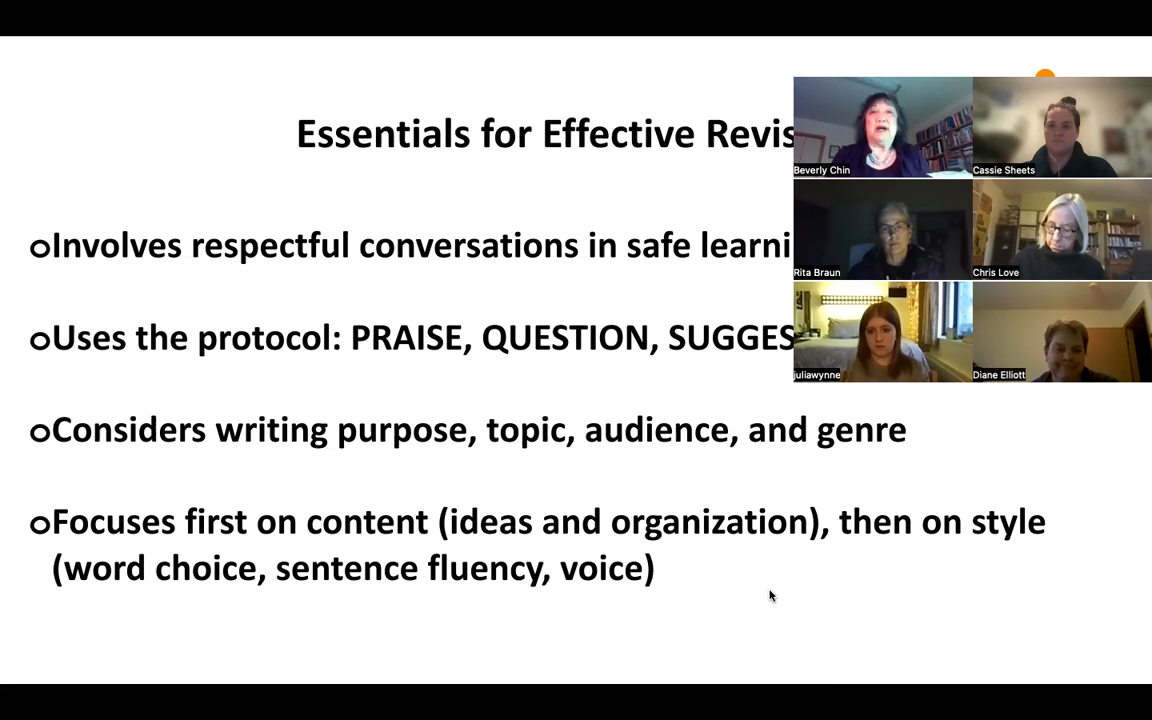 Essentials for Effective Revis
oInvolves respectful conversations in safe learni
oUses the protocol: PRAISE, QUESTION, SUGGES
oConsiders writing purpose, topic, audience, and genre
oFocuses first on content (ideas and organization), then on style
(word choice, sentence fluency, voice)
Beverly Chin
Cassie Sheets
Rita Braun
Chris Love
juliawynne
Diane Elliott